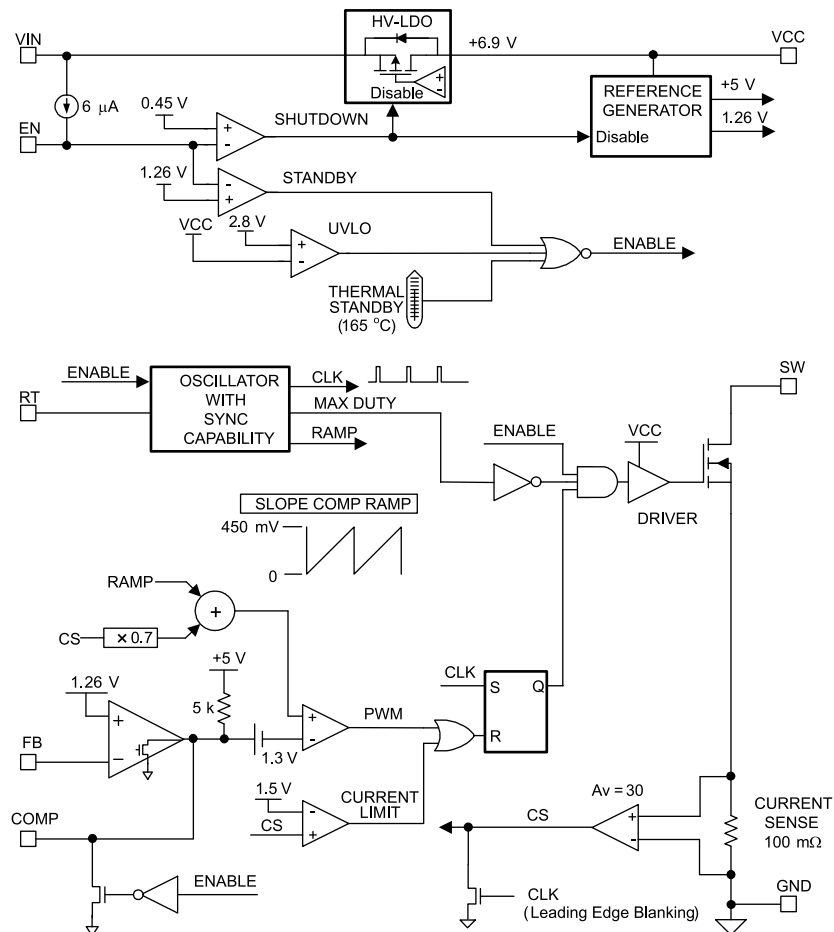 HV-LDO
VIN
+6.9 V
VCC
Disable
6 μA
0.45 V
SHUTDOWN
REFERENCE
GENERATOR
Disable
+5 V
1.26 V
EN
+
-
-
+
1.26 V
STANDBY
VCC
2.8 V
UVLO
+
-
ENABLE
THERMAL
STANDBY
(165 °C)
ENABLE
RT
OSCILLATOR
WITH
SYNC
CAPABILITY
CLK
MAX DUTY
RAMP
SW
ENABLE
VCC
DRIVER
SLOPE COMP RAMP
450 mV
0
RAMP
+
CS
× 0.7
+5 V
5 k
1.26 V
+
−
FB
1.3 V
+
-
PWM
CLK
S
Q
R
1.5 V
CS
-
+
CURRENT
LIMIT
COMP
ENABLE
Av = 30
CS
+
-
CURRENT
SENSE
100 mΩ
CLK
(Leading Edge Blanking)
GND